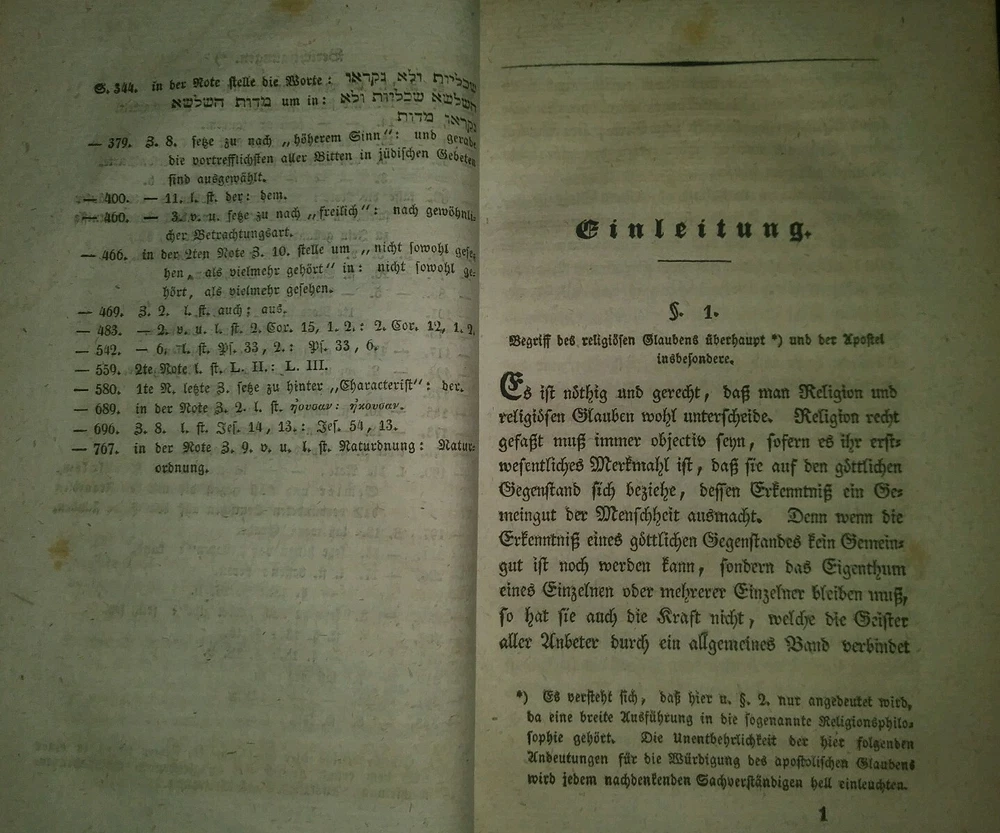 S. 344. in der Note stelle die Worte: שכליות ולא נקראו
השלשא שכלוות ולא :um in מדות השלשא
נקראו מדות
— 379. Z. 8. setze zu nach „höherem Sinn“: und gerade
die vortrefflichsten aller Bitten in jüdischen Gebeten
sind ausgewählt.
— 400. — 11. l. st. der: dem.
— 460. — 3. v. u. setze zu nach „freilich“: nach gewöhnli-
cher Betrachtungsart.
— 466. in der 2ten Note Z. 10. stelle um „nicht sowohl gese-
hen, als vielmehr gehört“ in: nicht sowohl ge-
hört, als vielmehr gesehen.
— 469. Z. 2. l. st. auch: aus.
— 483. — 2. v. u. l. st. 2. Cor. 15, 1. 2.: 2. Cor. 12, 1. 2.
— 542. — 6. l. st. Ps. 33, 2.: Ps. 33, 6.
— 559. 2te Note l. st. L. II.: L. III.
— 580. 1te N. letzte Z. setze zu hinter „Characterist“: der.
— 689. in der Note Z. 2. l. st. ἠουσαν: ἠκουσαν.
— 696. Z. 8. l. st. Jes. 14, 13.: Jes. 54, 13.
— 767. in der Note Z. 9. v. u. l. st. Naturdnung: Natur-
ordnung.
Einleitung.
§. 1.
Begriff des religiösen Glaubens überhaupt *) und der Apostel
insbesondere.
Es ist nöthig und gerecht, daß man Religion und
religiösen Glauben wohl unterscheide. Religion recht
gefaßt muß immer objectiv seyn, sofern es ihr erst-
wesentliches Merkmahl ist, daß sie auf den göttlichen
Gegenstand sich beziehe, dessen Erkenntniß ein Ge-
meingut der Menschheit ausmacht. Denn wenn die
Erkenntniß eines göttlichen Gegenstandes kein Gemein-
gut ist noch werden kann, sondern das Eigenthum
eines Einzelnen oder mehrerer Einzelner bleiben muß,
so hat sie auch die Kraft nicht, welche die Geister
aller Anbeter durch ein allgemeines Band verbindet
*) Es versteht sich, daß hier u. §. 2. nur angedeutet wird,
da eine breite Ausführung in die sogenannte Religionsphilo-
sophie gehört. Die Unentbehrlichkeit der hier folgenden
Andeutungen für die Würdigung des apostolischen Glaubens
wird jedem nachdenkenden Sachverständigen hell einleuchten.
1